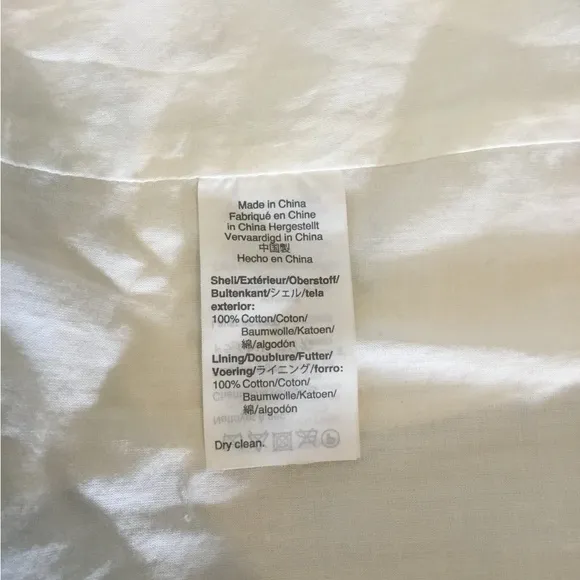 Made in China
Fabriqué en Chine
in China Hergestellt
Vervaardigd in China
中国製
Hecho en China
Shell/Extérieur/Oberstoff/
Buitenkant/シェル/tela
exterior:
100% Cotton/Coton/
Baumwolle/Katoen/
綿/algodón
Lining/Doublure/Futter/
Voering/ライニング/forro:
100% Cotton/Coton/
Baumwolle/Katoen/
綿/algodón
Dry clean.